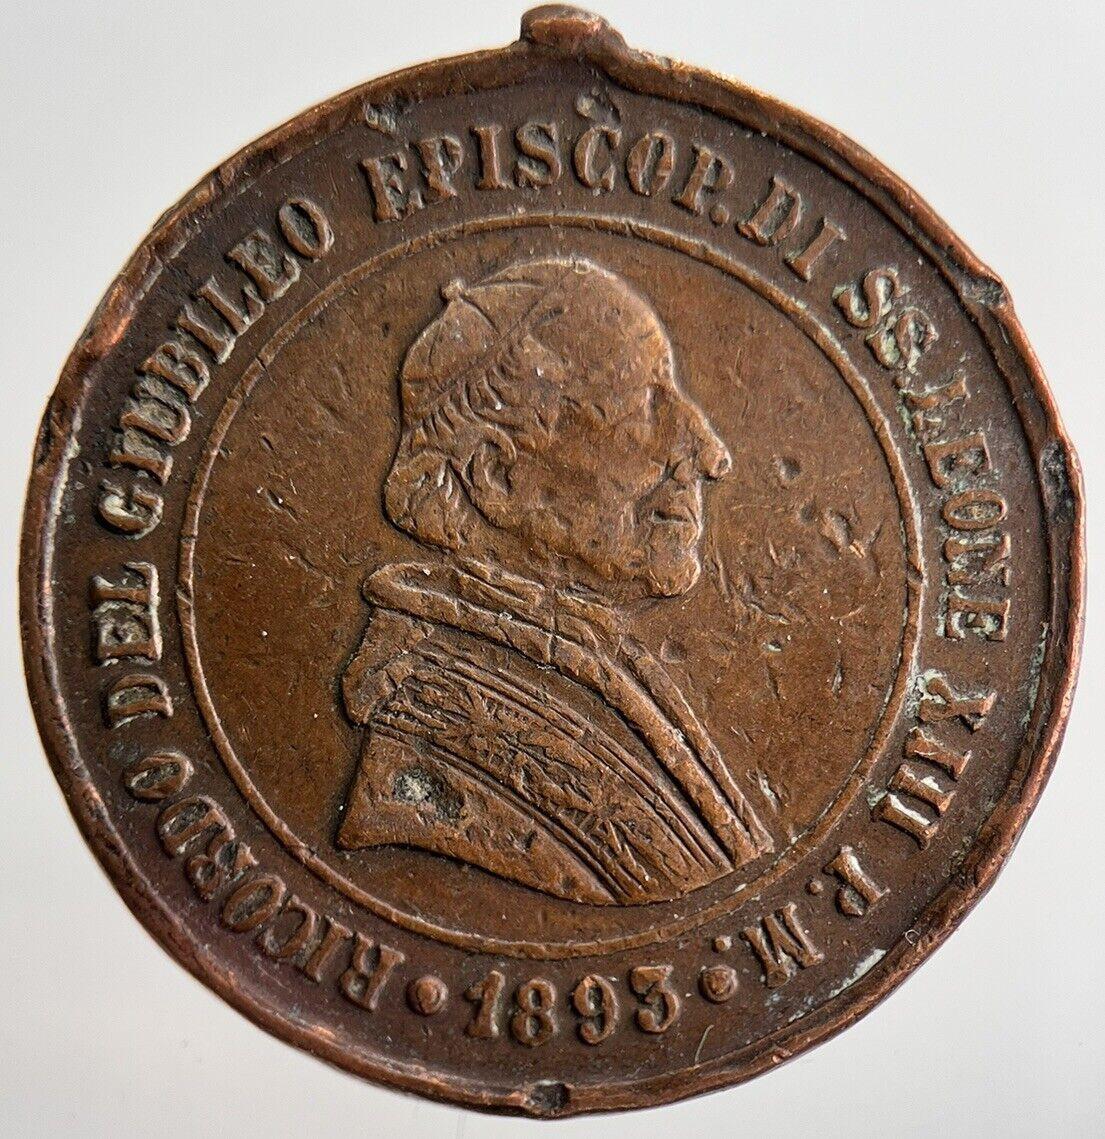 RICORDO DEL GIUBILEO EPISCOP. DI SS. LEONE XIII P. M.
• 1893 •